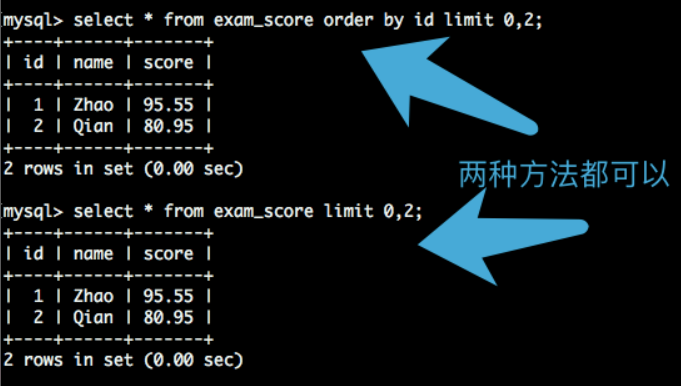 mysql> select * from exam_score order by id limit 0,2;
+----+------+-------+
| id | name | score |
+----+------+-------+
|  1 | Zhao | 95.55 |
|  2 | Qian | 80.95 |
+----+------+-------+
2 rows in set (0.00 sec)
两种方法都可以
mysql> select * from exam_score limit 0,2;
+----+------+-------+
| id | name | score |
+----+------+-------+
|  1 | Zhao | 95.55 |
|  2 | Qian | 80.95 |
+----+------+-------+
2 rows in set (0.00 sec)